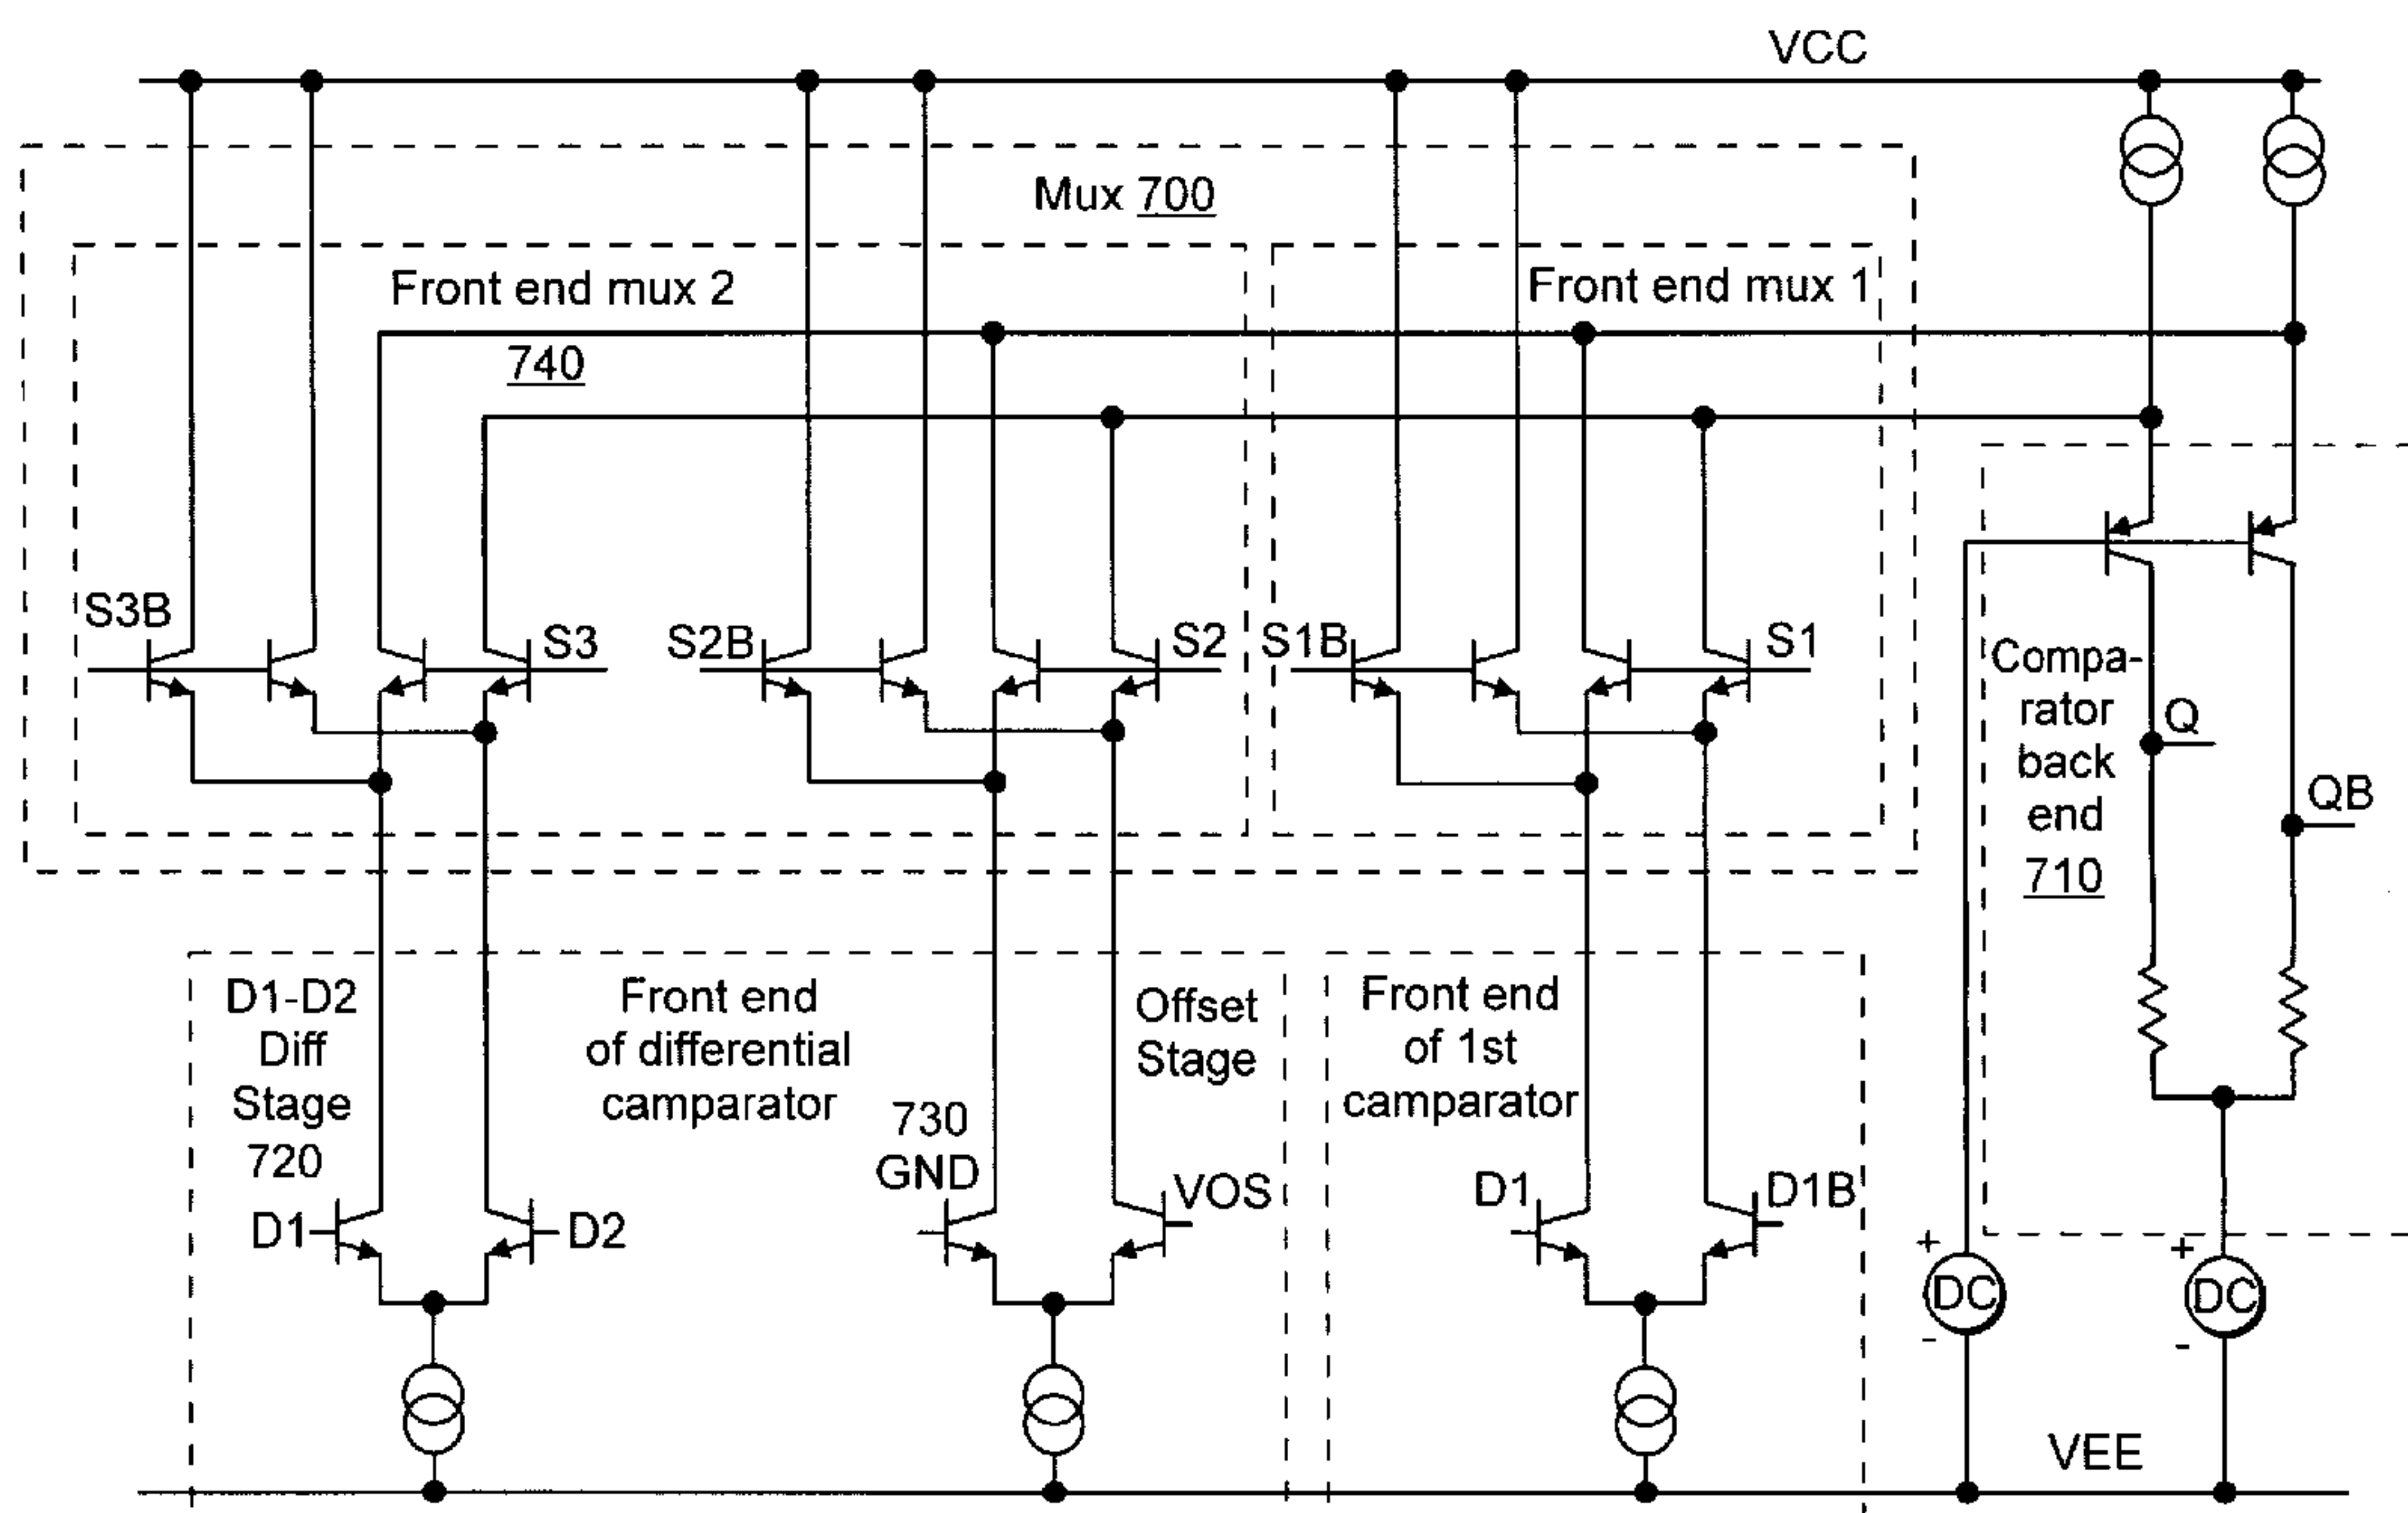 VCC
Mux 700
Front end mux 2
Front end mux 1
740
S3B
S3
S2B
S2
S1B
S1
Compa-
rator
back
end
710
Q
QB
D1-D2
Diff
Stage
720
Front end
of differential
camparator
Offset
Stage
Front end
of 1st
camparator
730
GND
VOS
D1
D2
D1
D1B
+
DC
-
+
DC
-
VEE